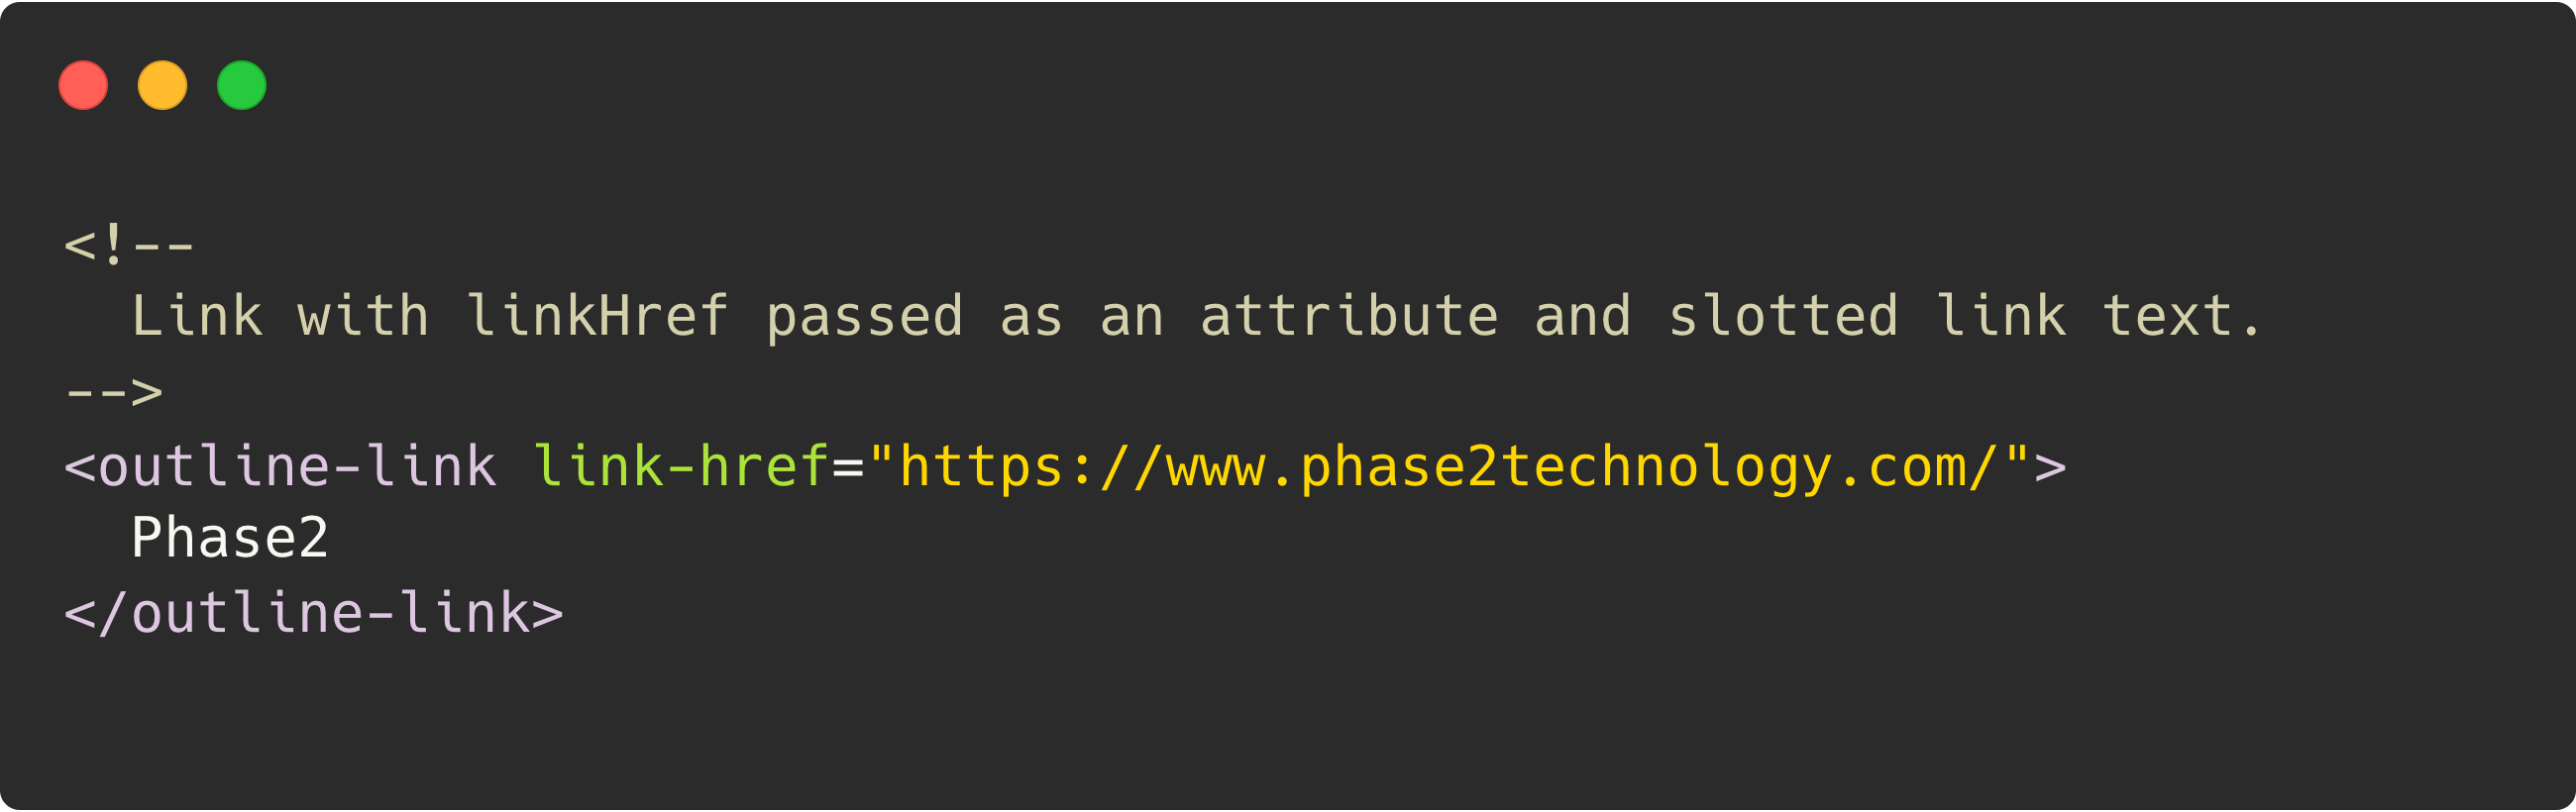 <!--
  Link with linkHref passed as an attribute and slotted link text.
-->
<outline-link link-href="https://www.phase2technology.com/">
  Phase2
</outline-link>